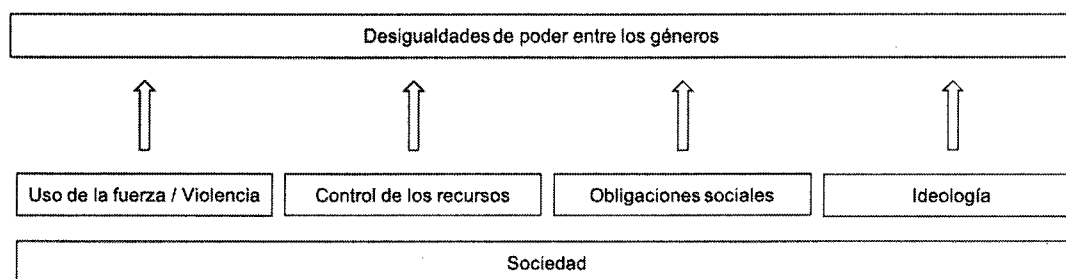 Desigualdades de poder entre los géneros
Uso de la fuerza / Violencia
Control de los recursos
Obligaciones sociales
Ideología
Sociedad